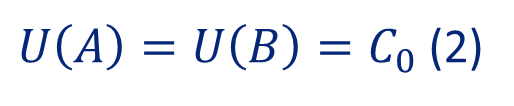 U(A) = U(B) = C₀ (2)